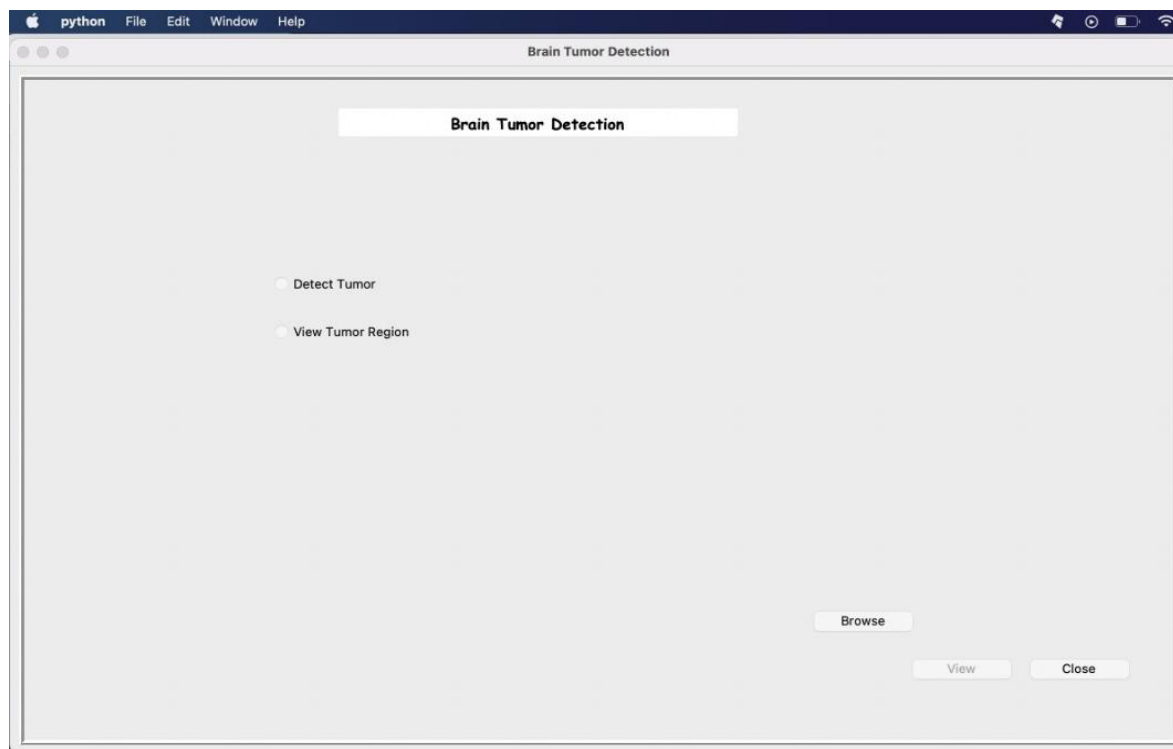 python File Edit Window Help
Brain Tumor Detection
Brain Tumor Detection
Detect Tumor
View Tumor Region
Browse
View Close